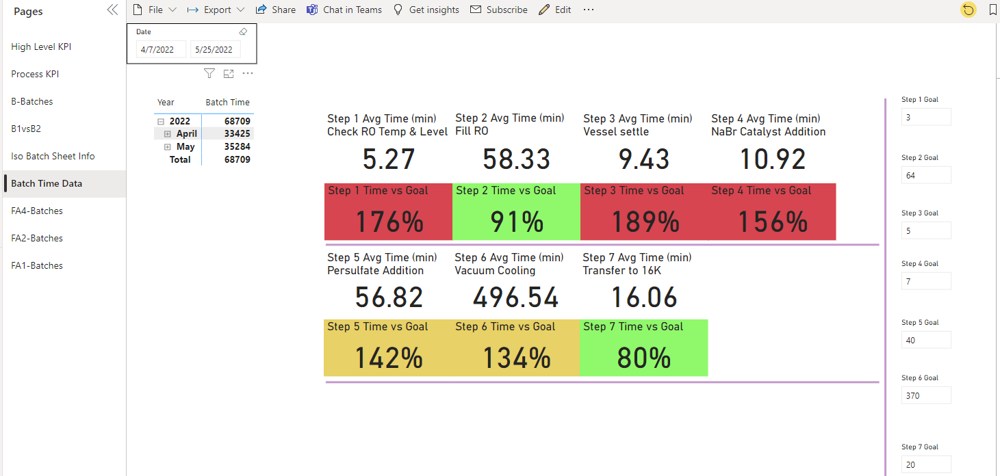 Pages
File Export Share Chat in Teams Get insights Subscribe Edit
High Level KPI
Process KPI
B-Batches
B1vsB2
Iso Batch Sheet Info
Batch Time Data
FA4-Batches
FA2-Batches
FA1-Batches
Date
4/7/2022 5/25/2022
Year Batch Time
2022 68709
April 33425
May 35284
Total 68709
Step 1 Avg Time (min)
Check RO Temp & Level
5.27
Step 2 Avg Time (min)
Fill RO
58.33
Step 3 Avg Time (min)
Vessel settle
9.43
Step 4 Avg Time (min)
NaBr Catalyst Addition
10.92
Step 1 Time vs Goal
176%
Step 2 Time vs Goal
91%
Step 3 Time vs Goal
189%
Step 4 Time vs Goal
156%
Step 5 Avg Time (min)
Persulfate Addition
56.82
Step 6 Avg Time (min)
Vacuum Cooling
496.54
Step 7 Avg Time (min)
Transfer to 16K
16.06
Step 5 Time vs Goal
142%
Step 6 Time vs Goal
134%
Step 7 Time vs Goal
80%
Step 1 Goal
3
Step 2 Goal
64
Step 3 Goal
5
Step 4 Goal
7
Step 5 Goal
40
Step 6 Goal
370
Step 7 Goal
20